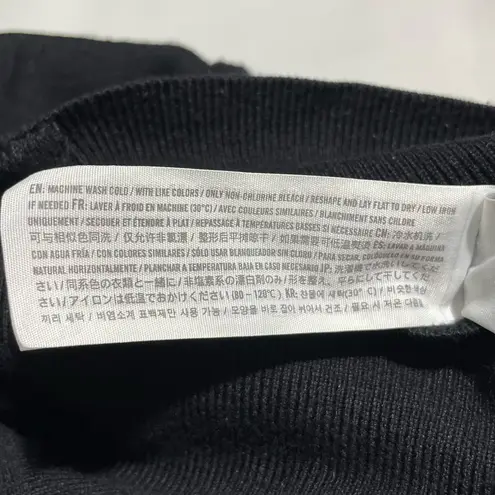 EN: MACHINE WASH COLD / WITH LIKE COLORS / ONLY NON-CHLORINE BLEACH / RESHAPE AND LAY FLAT TO DRY / LOW IRON
IF NEEDED FR: LAVER À FROID EN MACHINE (30°C) / AVEC COULEURS SIMILAIRES / BLANCHIMENT SANS CHLORE
UNIQUEMENT / SECOUER ET ÉTENDRE À PLAT / REPASSAGE À TEMPÉRATURES BASSES SI NÉCESSAIRE CH: 冷水机洗 /
可与相似色同洗 / 仅允许非氯漂 / 整形后平摊晾干 / 如果需要可低温熨烫 ES: LAVAR A MÁQUINA
CON AGUA FRÍA / CON COLORES SIMILARES / SÓLO USAR BLANQUEADOR SIN CLORO / PARA SECAR, COLOCARLO EN FORMA
NATURAL HORIZONTALMENTE / PLANCHAR A TEMPERATURA BAJA EN CASO NECESARIO JP: 洗濯機で水洗いしてくだ
さい / 同系色の衣類と一緒に / 非塩素系の漂白剤のみ / 形を整え、平らにして干してくだ
さい / アイロンは低温でおかけください (80 – 120℃) KR: 찬물에 세탁(30° C) / 비슷한 색상
끼리 세탁 / 비염소계 표백제만 사용 가능 / 모양을 바로 잡아 뉘어서 건조 / 필요 시 저온 다림